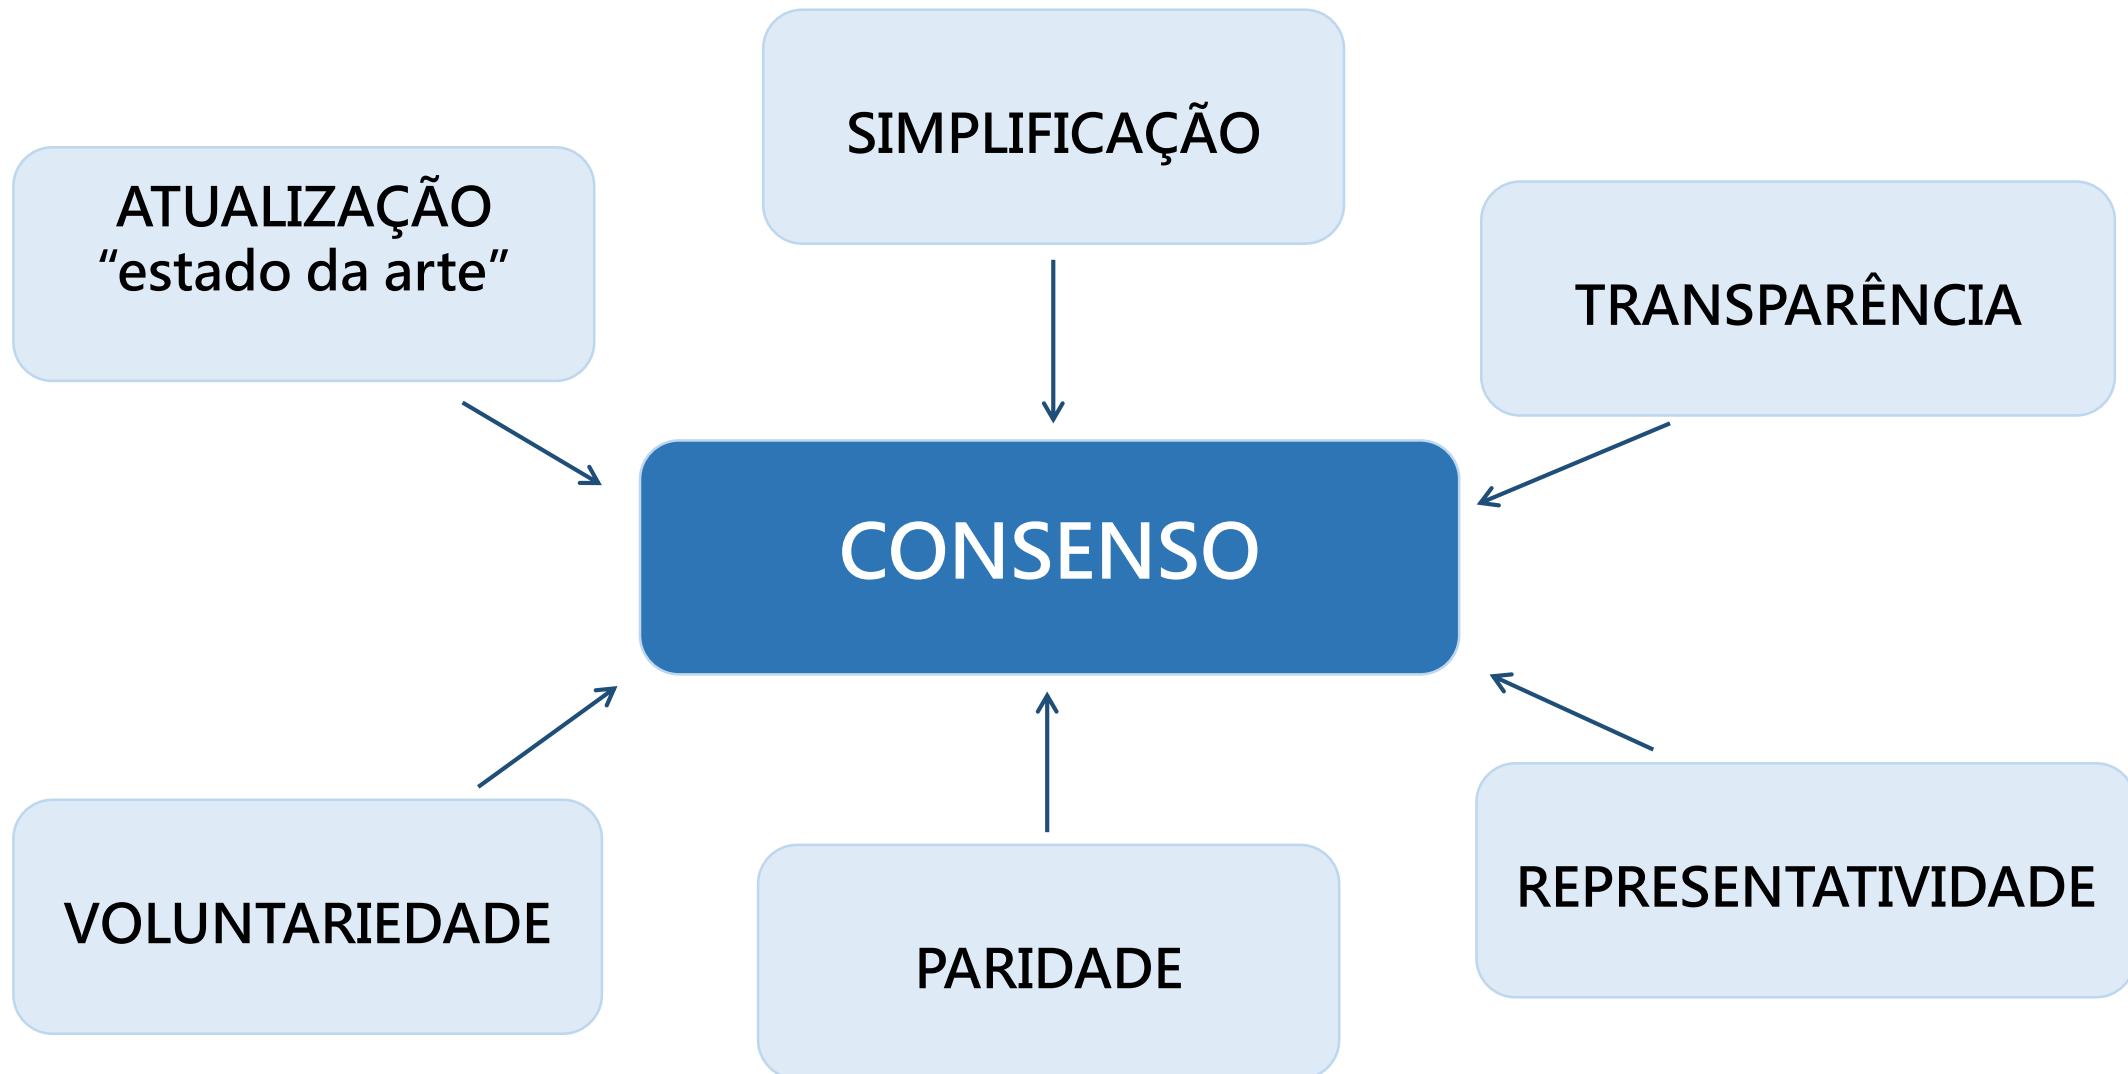 SIMPLIFICAÇÃO
ATUALIZAÇÃO
“estado da arte”
TRANSPARÊNCIA
CONSENSO
VOLUNTARIEDADE
PARIDADE
REPRESENTATIVIDADE